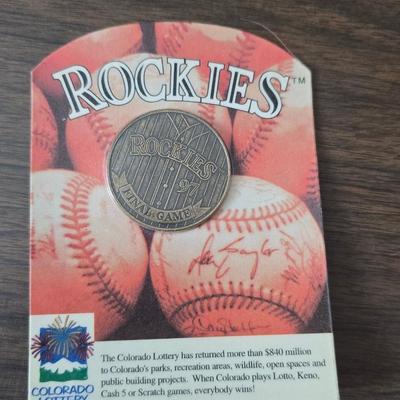 ROCKIES™
ROCKIES
97
FINAL GAME
The Colorado Lottery has returned more than $840 million
to Colorado's parks, recreation areas, wildlife, open spaces and
public building projects. When Colorado plays Lotto, Keno,
Cash 5 or Scratch games, everybody wins!
COLORADO
LOTTERY